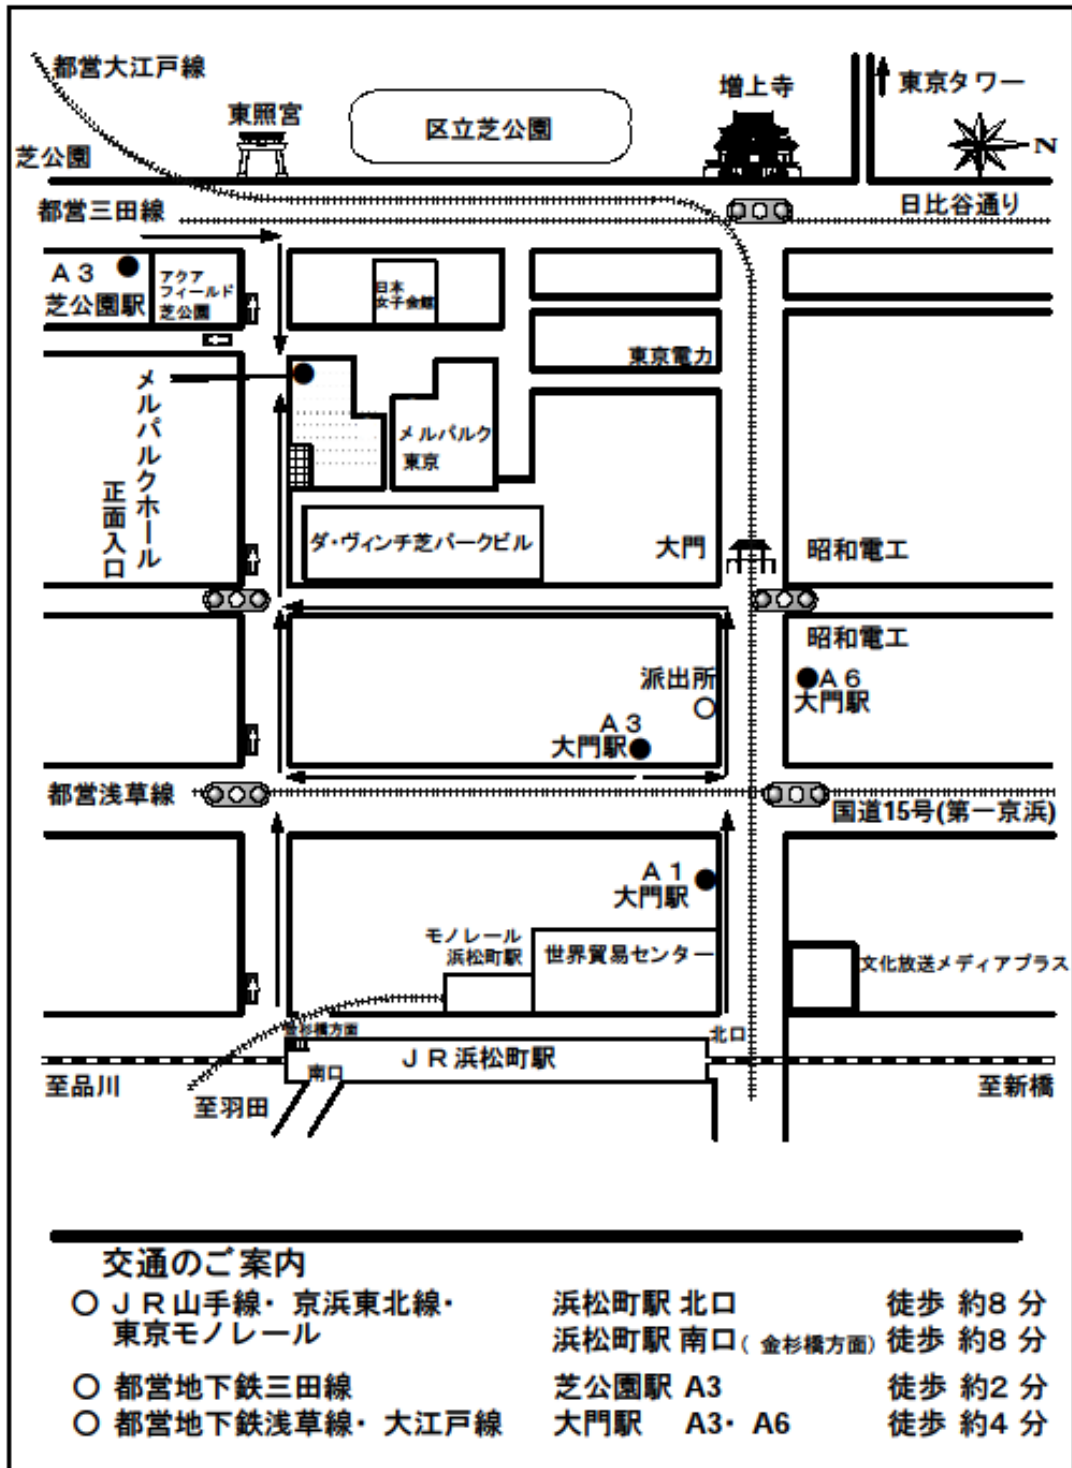 都営大江戸線
東照宮
区立芝公園
増上寺
東京タワー
芝公園
N
都営三田線
日比谷通り
A3
芝公園駅
アクア
フィールド
芝公園
日本
女子会館
東京電力
メルパルクホール
正面入口
メルパルク
東京
ダ・ヴィンチ芝パークビル
大門
昭和電工
昭和電工
派出所
A6
大門駅
A3
大門駅
都営浅草線
国道15号(第一京浜)
A1
大門駅
モノレール
浜松町駅
世界貿易センター
文化放送メディアプラス
金杉橋方面
北口
JR浜松町駅
南口
至品川
至羽田
至新橋
交通のご案内
○ JR山手線・京浜東北線・ 浜松町駅 北口 徒歩 約8 分
東京モノレール 浜松町駅 南口( 金杉橋方面) 徒歩 約8 分
○ 都営地下鉄三田線 芝公園駅 A3 徒歩 約2 分
○ 都営地下鉄浅草線・大江戸線 大門駅 A3・A6 徒歩 約4 分